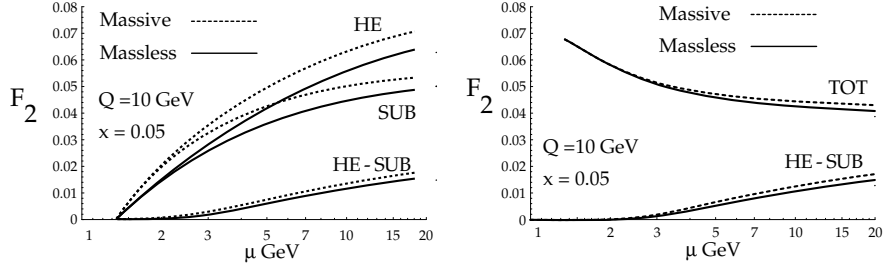 0.08
0.07
0.06
0.05
0.04
0.03
0.02
0.01
0
F2
Massive
Massless
HE
Q =10 GeV
x = 0.05
SUB
HE - SUB
1 2 3 5 7 10 15 20
μ GeV
0.08
0.07
0.06
0.05
0.04
0.03
0.02
0.01
0
F2
Massive
Massless
TOT
Q =10 GeV
x = 0.05
HE - SUB
1 2 3 5 7 10 15 20
μ GeV